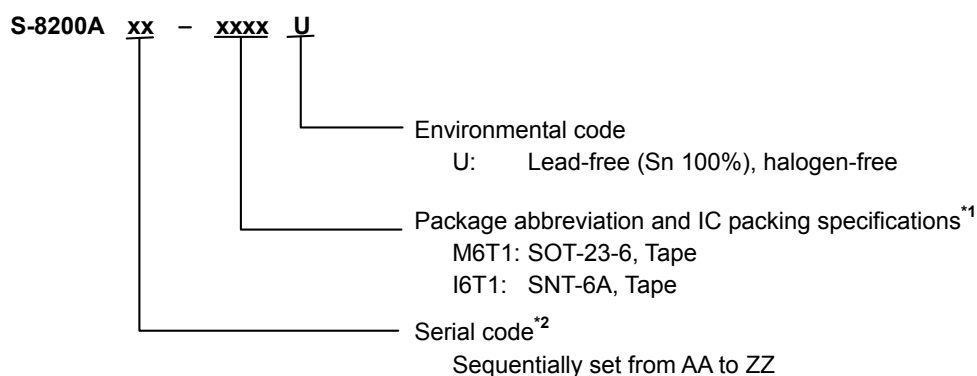 S-8200A xx – xxxx U
Environmental code
U: Lead-free (Sn 100%), halogen-free
Package abbreviation and IC packing specifications*1
M6T1: SOT-23-6, Tape
I6T1: SNT-6A, Tape
Serial code*2
Sequentially set from AA to ZZ